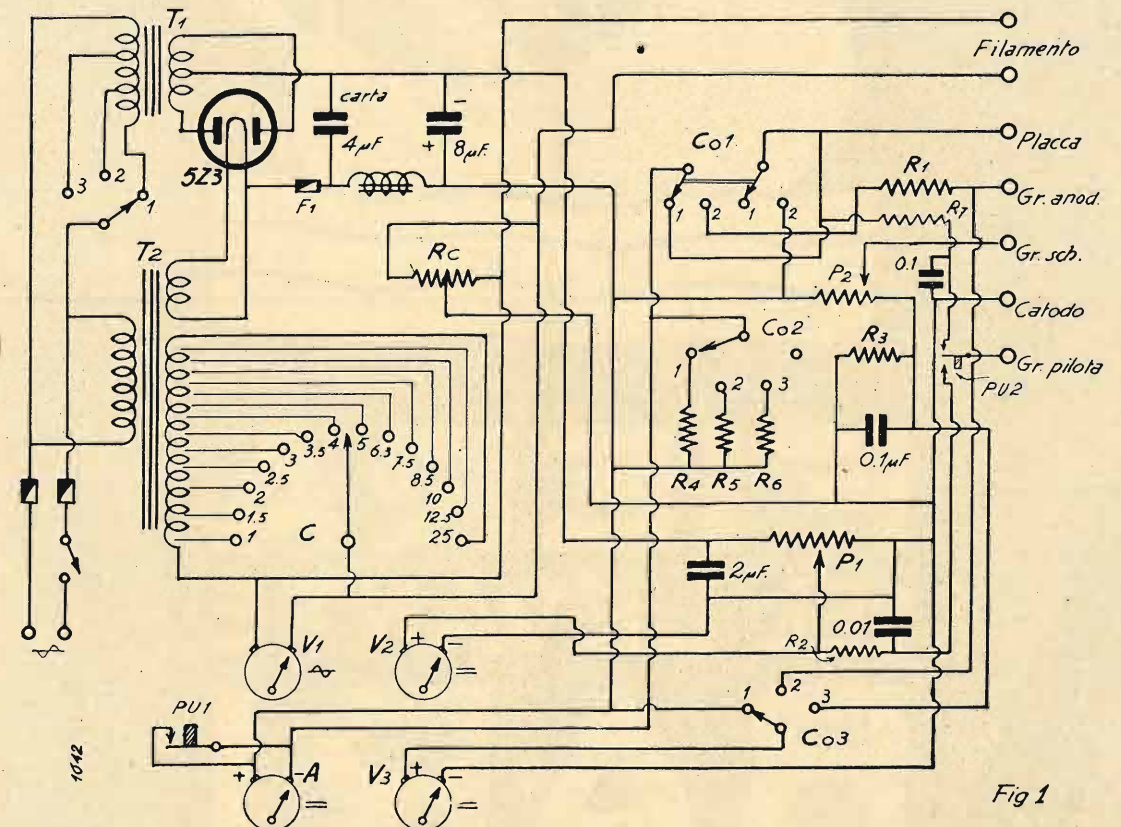 T1
Filamento
carta
4µF
−
+
8µF.
Co1
Placca
3
2
1
5Z3
F1
1
2
1
2
R1
Gr. anod.
R7
T2
Rc
P2
0.1
Gr. sch.
Co2
R3
Catodo
1
2
3
Gr. pilota
PU2
4
5
3,5
6.3
3
7.5
2.5
8.5
2
10
1.5
12.5
1
C
25
R4
R5
R6
0.1µF
2µF.
P1
V1
V2
+
−
R2
0.01
1
2
3
Co3
PU1
1042
+
−A
V3
+
−
Fig 1